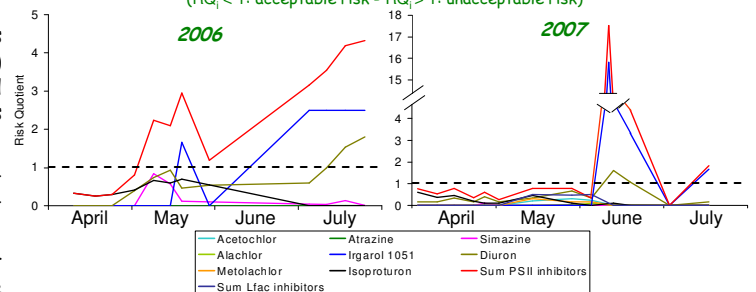 (HQi < 1: acceptable risk - HQi > 1: unacceptable risk)
2006
2007
Risk Quotient
5
4
3
2
1
0
April May June July
18
17
16
15
4
3
2
1
0
April May June July
Acetochlor Atrazine Simazine
Alachlor Irgarol 1051 Diuron
Metolachlor Isoproturon Sum PSII inhibitors
Sum Lfac inhibitors